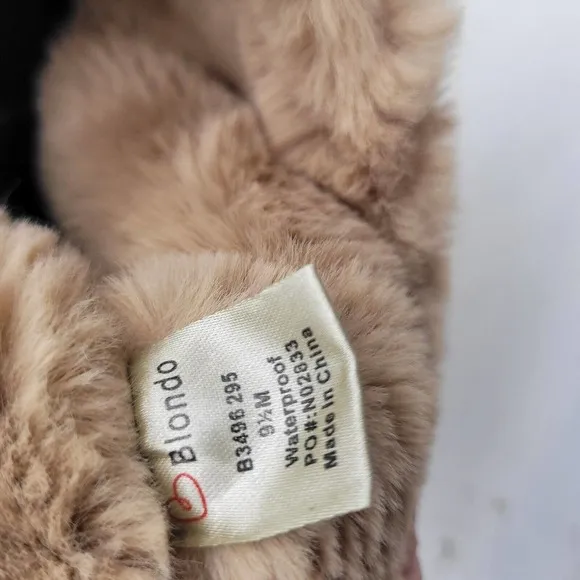 Blondo
B3496 295
9½M
Waterproof
PO#:N02833
Made in China